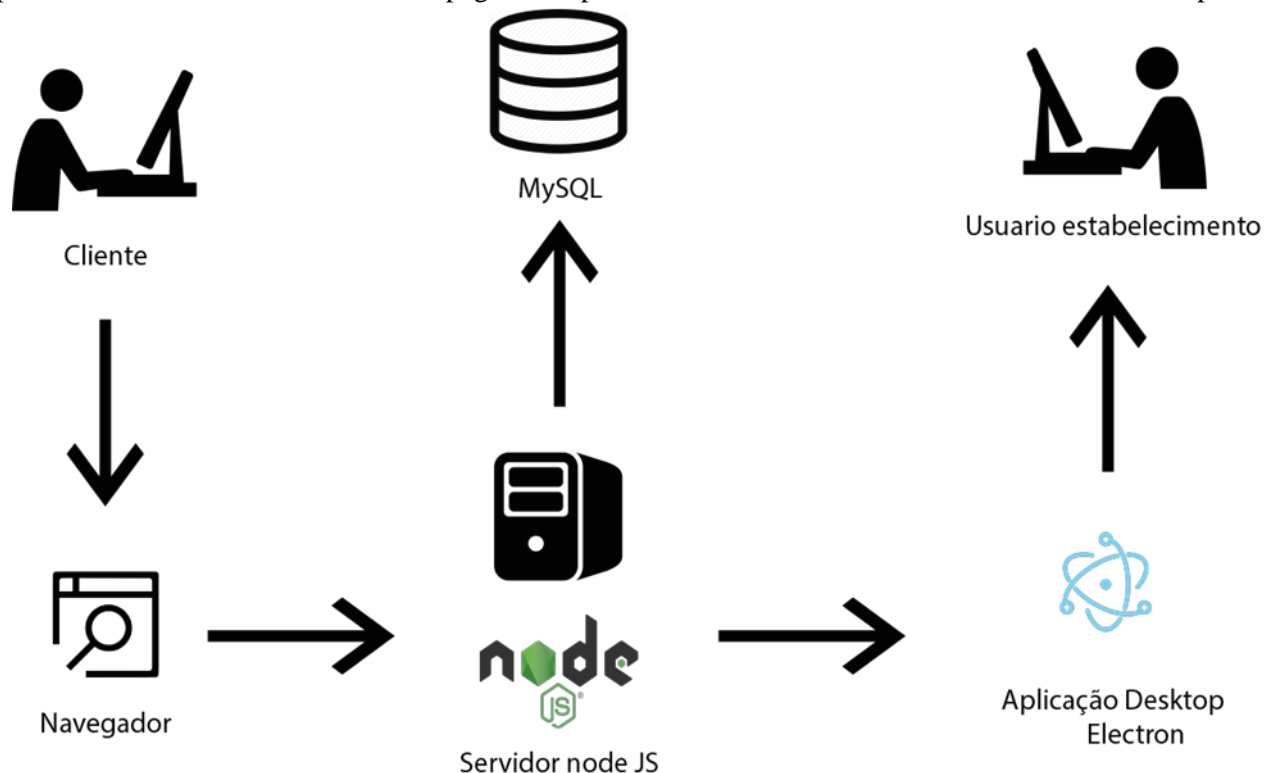 MySQL
Usuario estabelecimento
Cliente
node
JS
Navegador
Servidor node JS
Aplicação Desktop
Electron